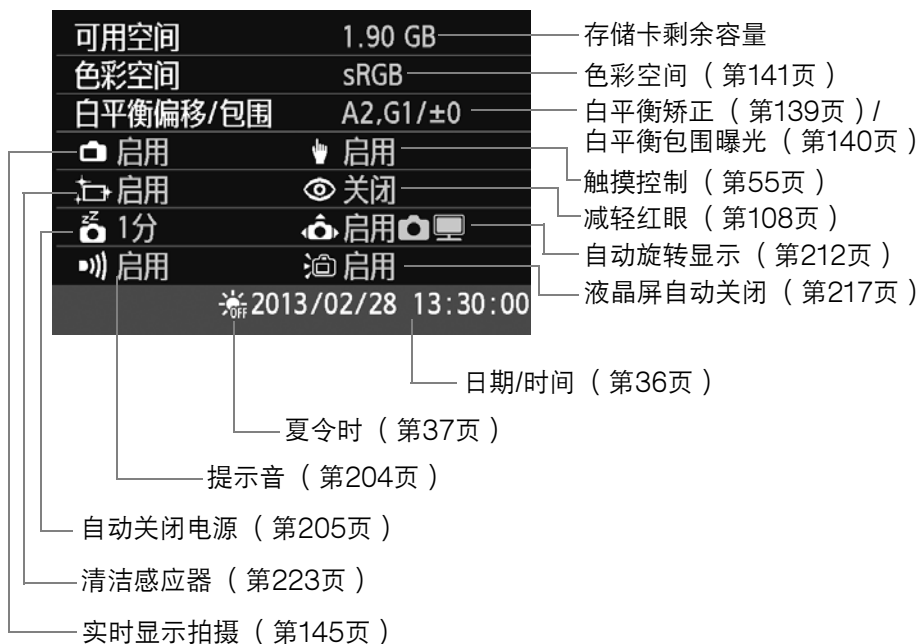 可用空间 1.90 GB
色彩空间 sRGB
白平衡偏移/包围 A2,G1/±0
启用 启用
启用 关闭
zZ 1分 启用
启用 启用
OFF 2013/02/28 13:30:00
存储卡剩余容量
色彩空间（第141页）
白平衡矫正（第139页）/
白平衡包围曝光（第140页）
触摸控制（第55页）
减轻红眼（第108页）
自动旋转显示（第212页）
液晶屏自动关闭（第217页）
日期/时间（第36页）
夏令时（第37页）
提示音（第204页）
自动关闭电源（第205页）
清洁感应器（第223页）
实时显示拍摄（第145页）